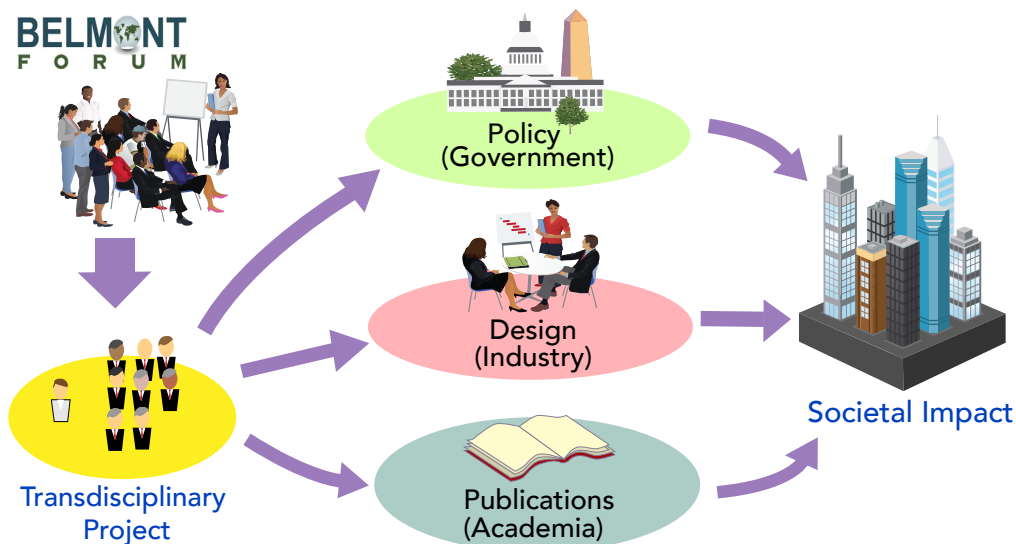 BELMONT
FORUM
Policy
(Government)
Design
(Industry)
Societal Impact
Transdisciplinary
Project
Publications
(Academia)